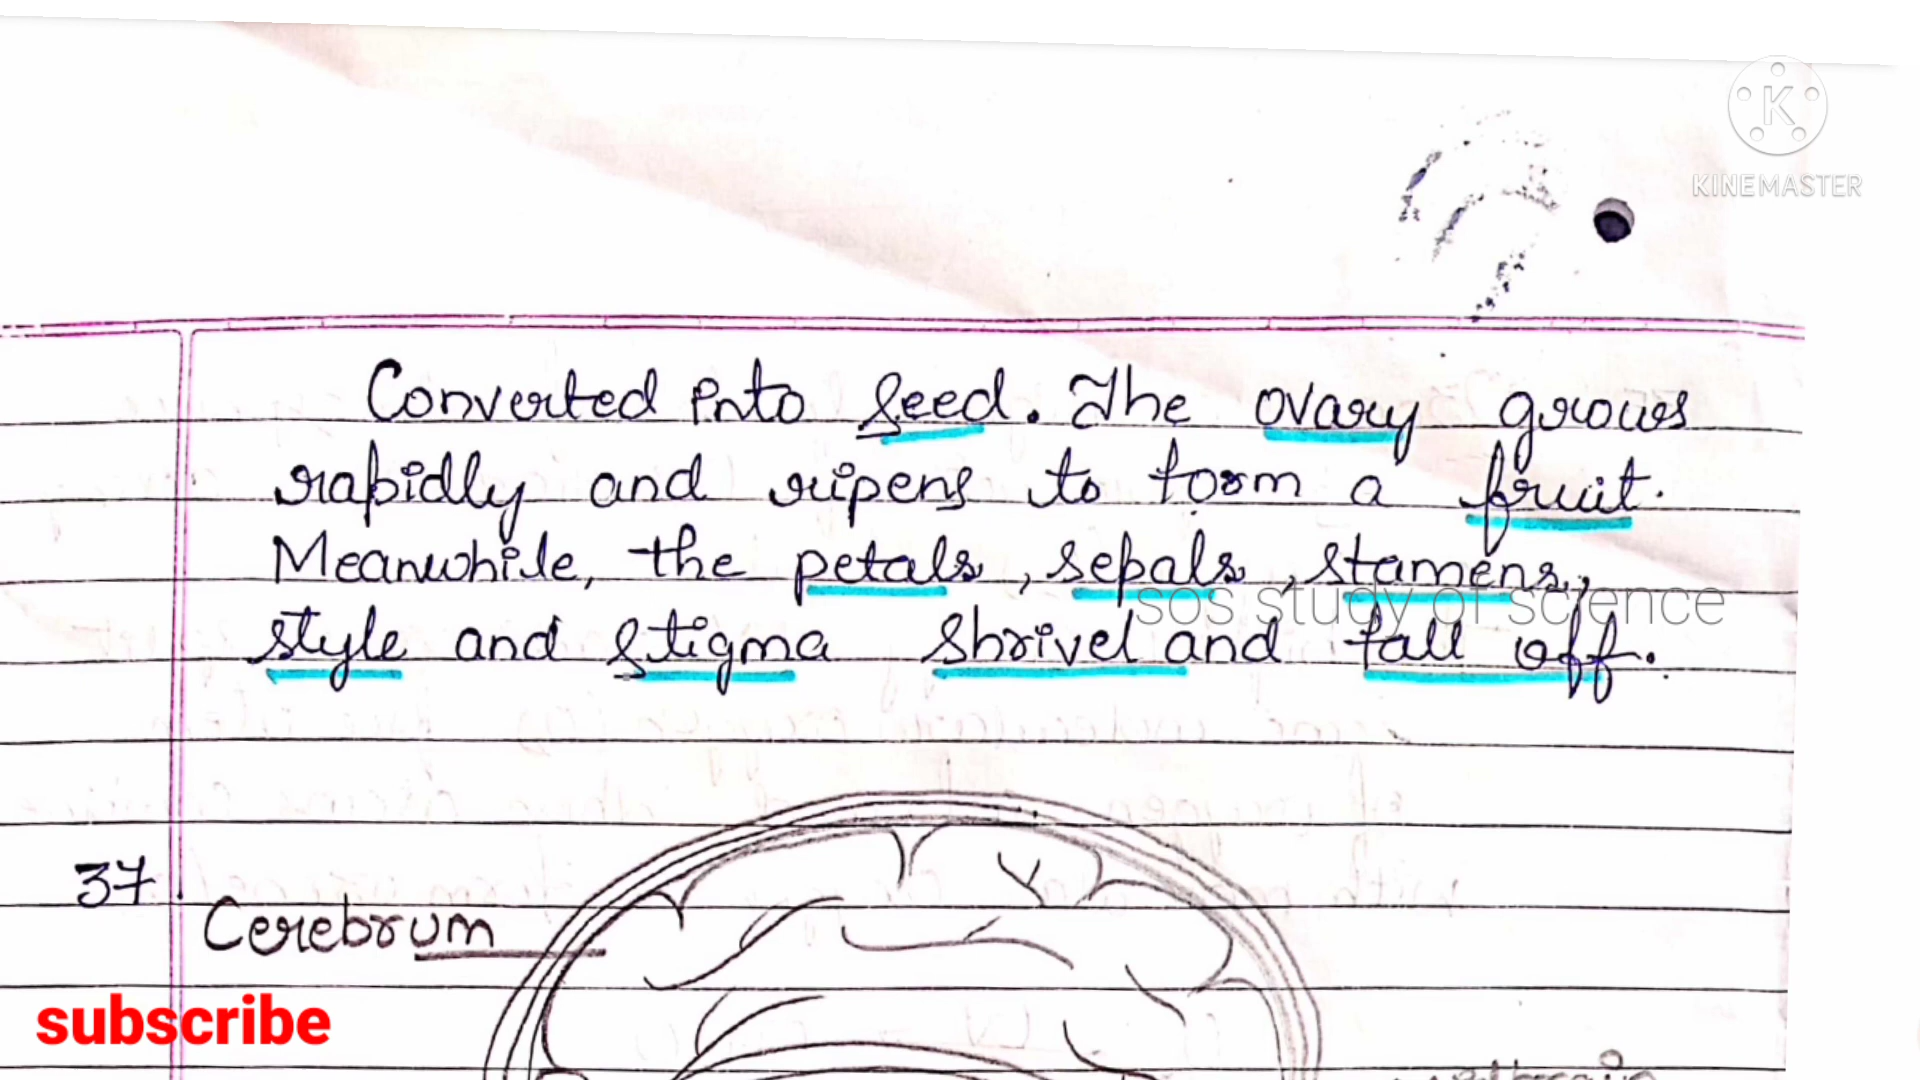 KINEMASTER
Converted into seed. The ovary grows
rapidly and ripens to form a fruit.
Meanwhile, the petals, sepals, stamens,
sos study of science
style and stigma shrivel and fall off.
37.
Cerebrum
subscribe